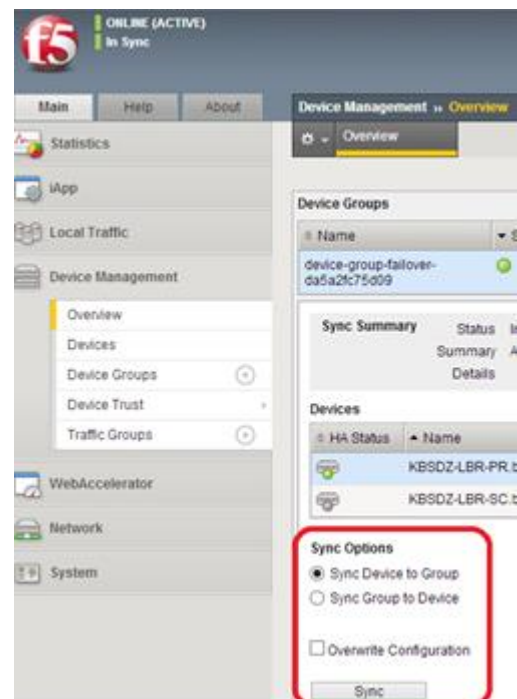 f5
ONLINE (ACTIVE)
In Sync
Main Help About
Statistics
iApp
Local Traffic
Device Management
Overview
Devices
Device Groups
Device Trust
Traffic Groups
WebAccelerator
Network
System
Device Management » Overview
Overview
Device Groups
Name
device-group-failover-
da5a2fc75d09
Sync Summary Status
Summary
Details
Devices
HA Status Name
KBSDZ-LBR-PR.
KBSDZ-LBR-SC.
Sync Options
Sync Device to Group
Sync Group to Device
Overwrite Configuration
Sync